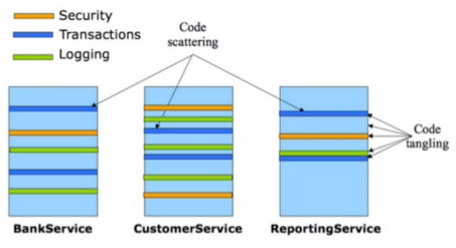 Security
Transactions
Logging
Code
scattering
Code
tangling
BankService
CustomerService
ReportingService